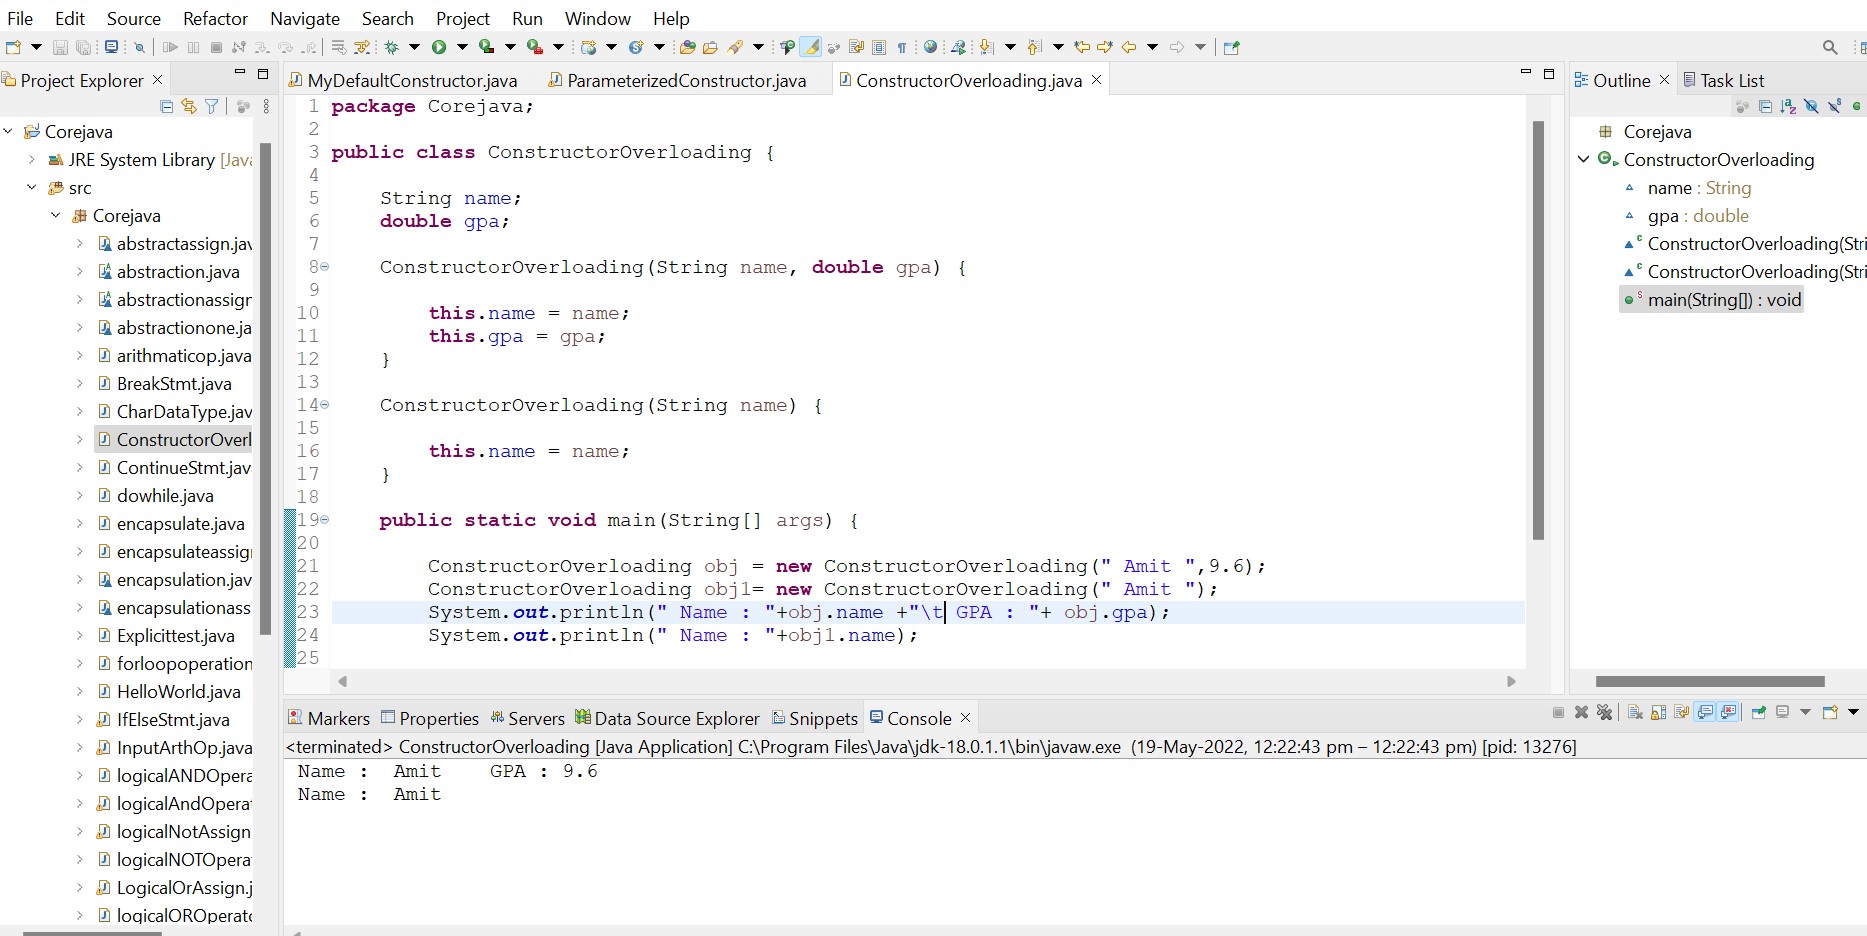 File Edit Source Refactor Navigate Search Project Run Window Help
Project Explorer
Corejava
JRE System Library [Java
src
Corejava
abstractassign.jav
abstraction.java
abstractionassign
abstractionone.ja
arithmaticop.java
BreakStmt.java
CharDataType.jav
ConstructorOverl
ContinueStmt.jav
dowhile.java
encapsulate.java
encapsulateassig
encapsulation.jav
encapsulationass
Explicittest.java
forloopoperation
HelloWorld.java
IfElseStmt.java
InputArthOp.java
logicalANDOpera
logicalAndOperat
logicalNotAssign
logicalNOTOpera
LogicalOrAssign.j
logicalOROperato
MyDefaultConstructor.java ParameterizedConstructor.java ConstructorOverloading.java
1 package Corejava;
2
3 public class ConstructorOverloading {
4
5 String name;
6 double gpa;
7
8 ConstructorOverloading(String name, double gpa) {
9
10 this.name = name;
11 this.gpa = gpa;
12 }
13
14 ConstructorOverloading(String name) {
15
16 this.name = name;
17 }
18
19 public static void main(String[] args) {
20
21 ConstructorOverloading obj = new ConstructorOverloading(" Amit ",9.6);
22 ConstructorOverloading obj1= new ConstructorOverloading(" Amit ");
23 System.out.println(" Name : "+obj.name +"\t GPA : "+ obj.gpa);
24 System.out.println(" Name : "+obj1.name);
25
Outline Task List
Corejava
ConstructorOverloading
name : String
gpa : double
ConstructorOverloading(Stri
ConstructorOverloading(Stri
main(String[]) : void
Markers Properties Servers Data Source Explorer Snippets Console
<terminated> ConstructorOverloading [Java Application] C:\Program Files\Java\jdk-18.0.1.1\bin\javaw.exe (19-May-2022, 12:22:43 pm – 12:22:43 pm) [pid: 13276]
Name : Amit GPA : 9.6
Name : Amit